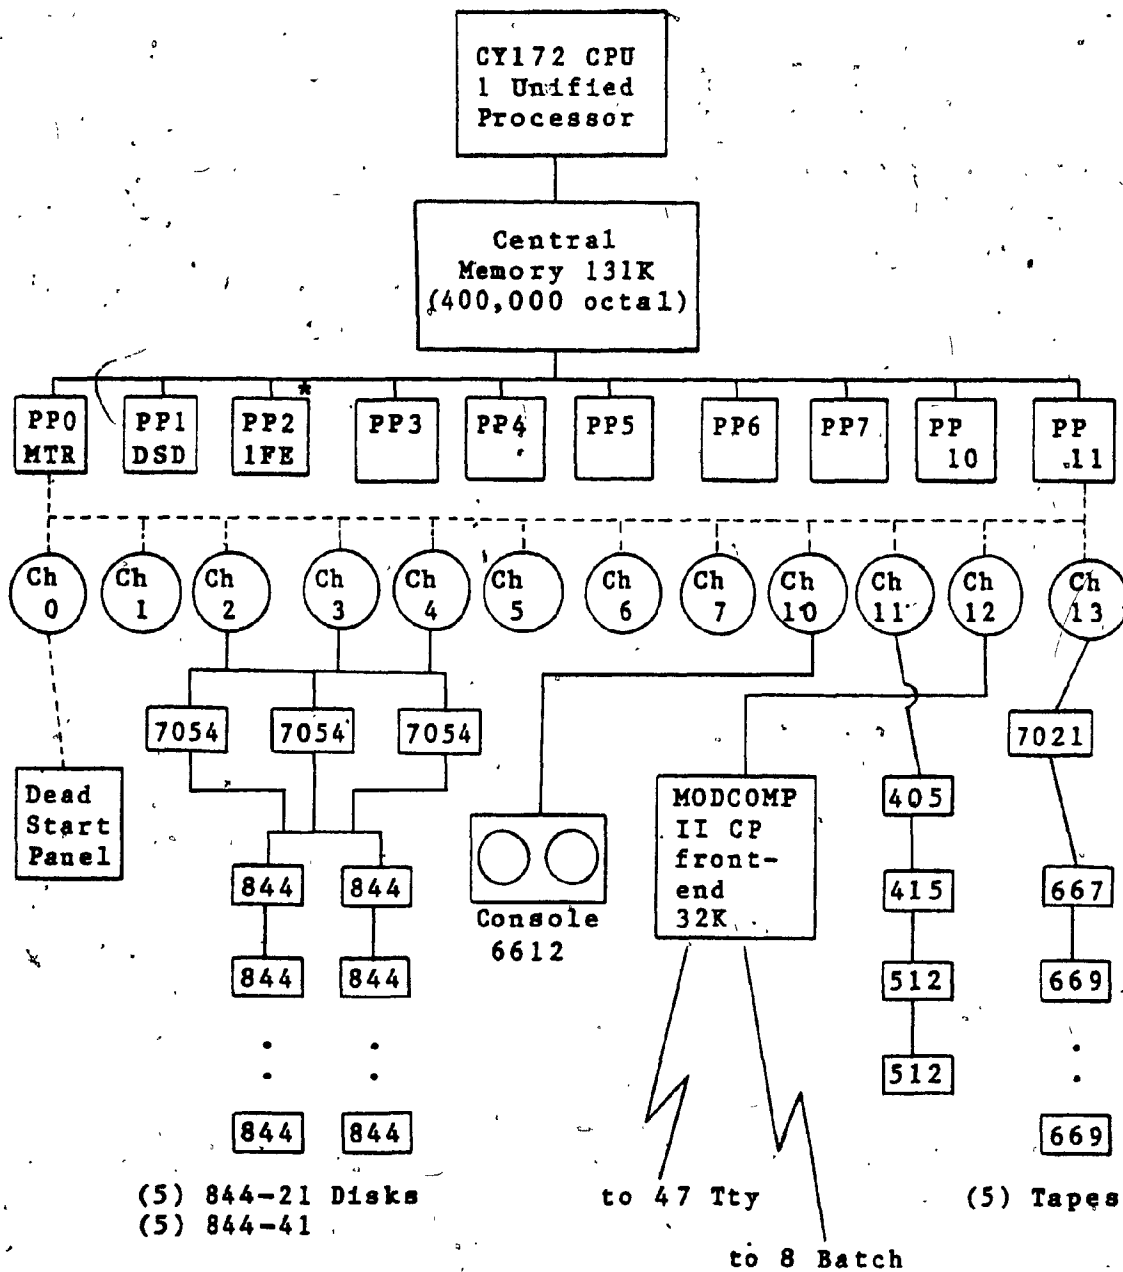 CY172 CPU
1 Unified
Processor
Central
Memory 131K
(400,000 octal)
*
PP0
MTR
PP1
DSD
PP2
1FE
PP3
PP4
PP5
PP6
PP7
PP
10
PP
11
Ch
0
Ch
1
Ch
2
Ch
3
Ch
4
Ch
5
Ch
6
Ch
7
Ch
10
Ch
11
Ch
12
Ch
13
7054
7054
7054
7021
Dead
Start
Panel
MODCOMP
II CP
front-
end
32K
405
844
844
415
667
Console
6612
844
844
512
669
512
844
844
669
(5) 844-21 Disks
(5) 844-41
to 47 Tty
(5) Tapes
to 8 Batch